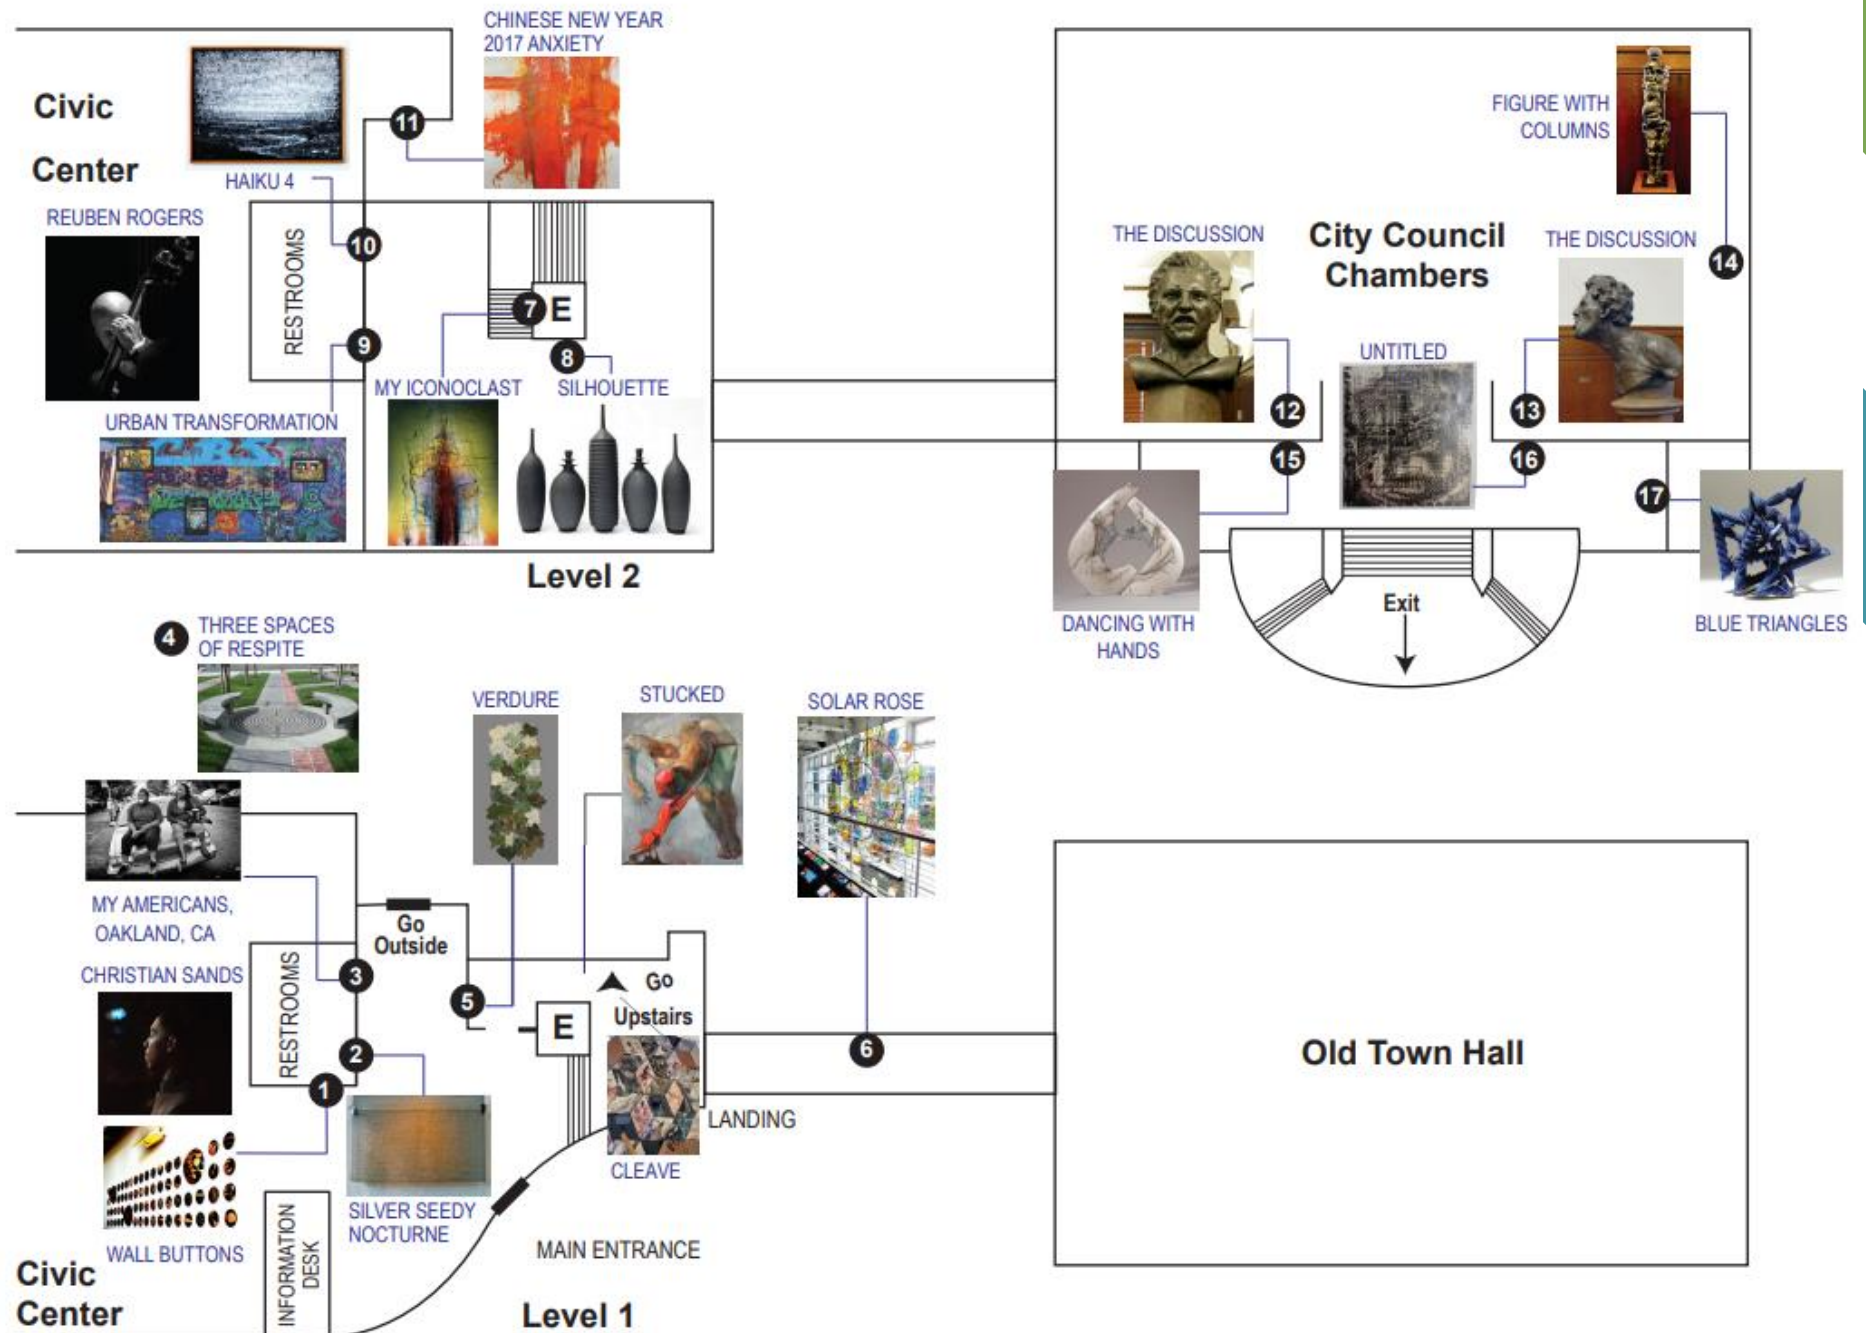 CHINESE NEW YEAR
2017 ANXIETY
Civic
Center
11
HAIKU 4
REUBEN ROGERS
RESTROOMS
10
9
7
E
8
MY ICONOCLAST
SILHOUETTE
URBAN TRANSFORMATION
Level 2
FIGURE WITH
COLUMNS
THE DISCUSSION
City Council
Chambers
THE DISCUSSION
14
UNTITLED
12
13
15
16
17
DANCING WITH
HANDS
Exit
BLUE TRIANGLES
4
THREE SPACES
OF RESPITE
VERDURE
STUCKED
SOLAR ROSE
MY AMERICANS,
OAKLAND, CA
Go
Outside
CHRISTIAN SANDS
RESTROOMS
3
5
Go
Upstairs
E
2
1
6
Old Town Hall
LANDING
CLEAVE
SILVER SEEDY
NOCTURNE
WALL BUTTONS
INFORMATION
DESK
MAIN ENTRANCE
Civic
Center
Level 1